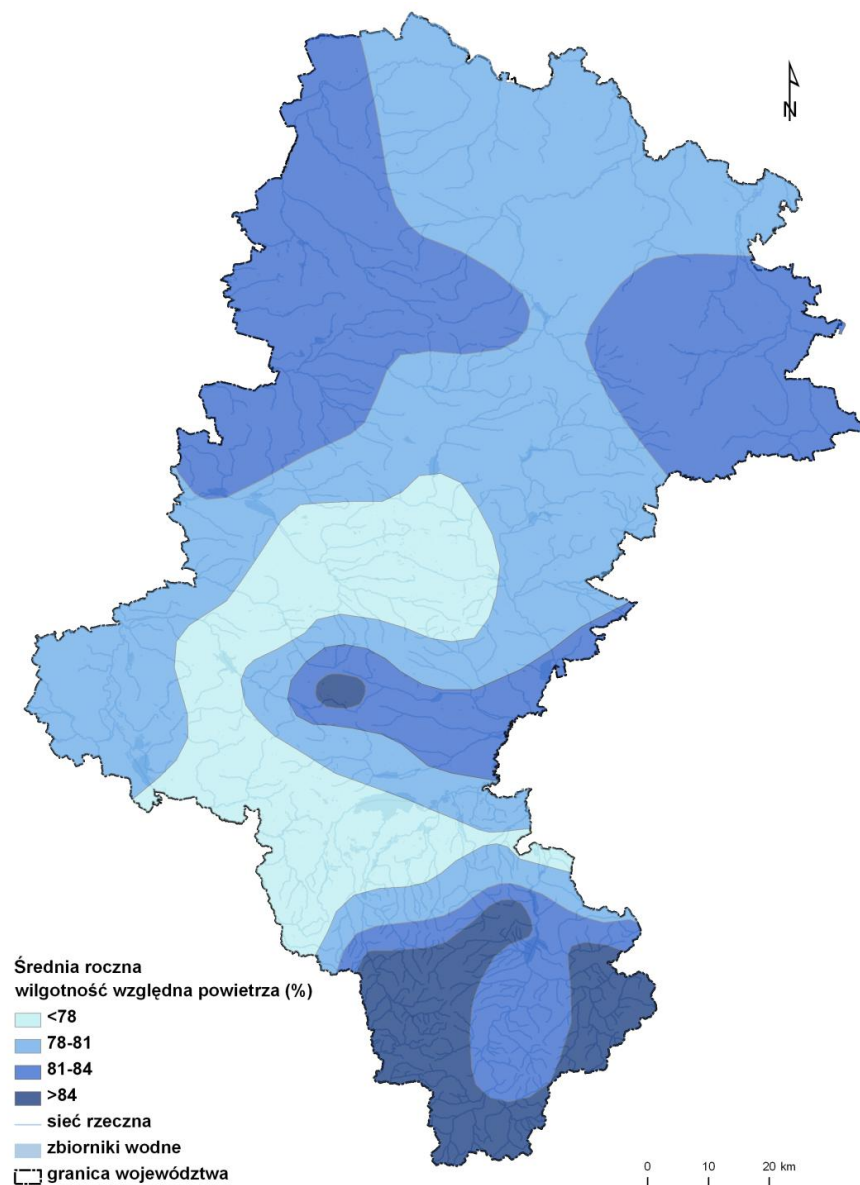 N
Średnia roczna
wilgotność względna powietrza (%)
<78
78-81
81-84
>84
sieć rzeczna
zbiorniki wodne
granica województwa
0 10 20 km